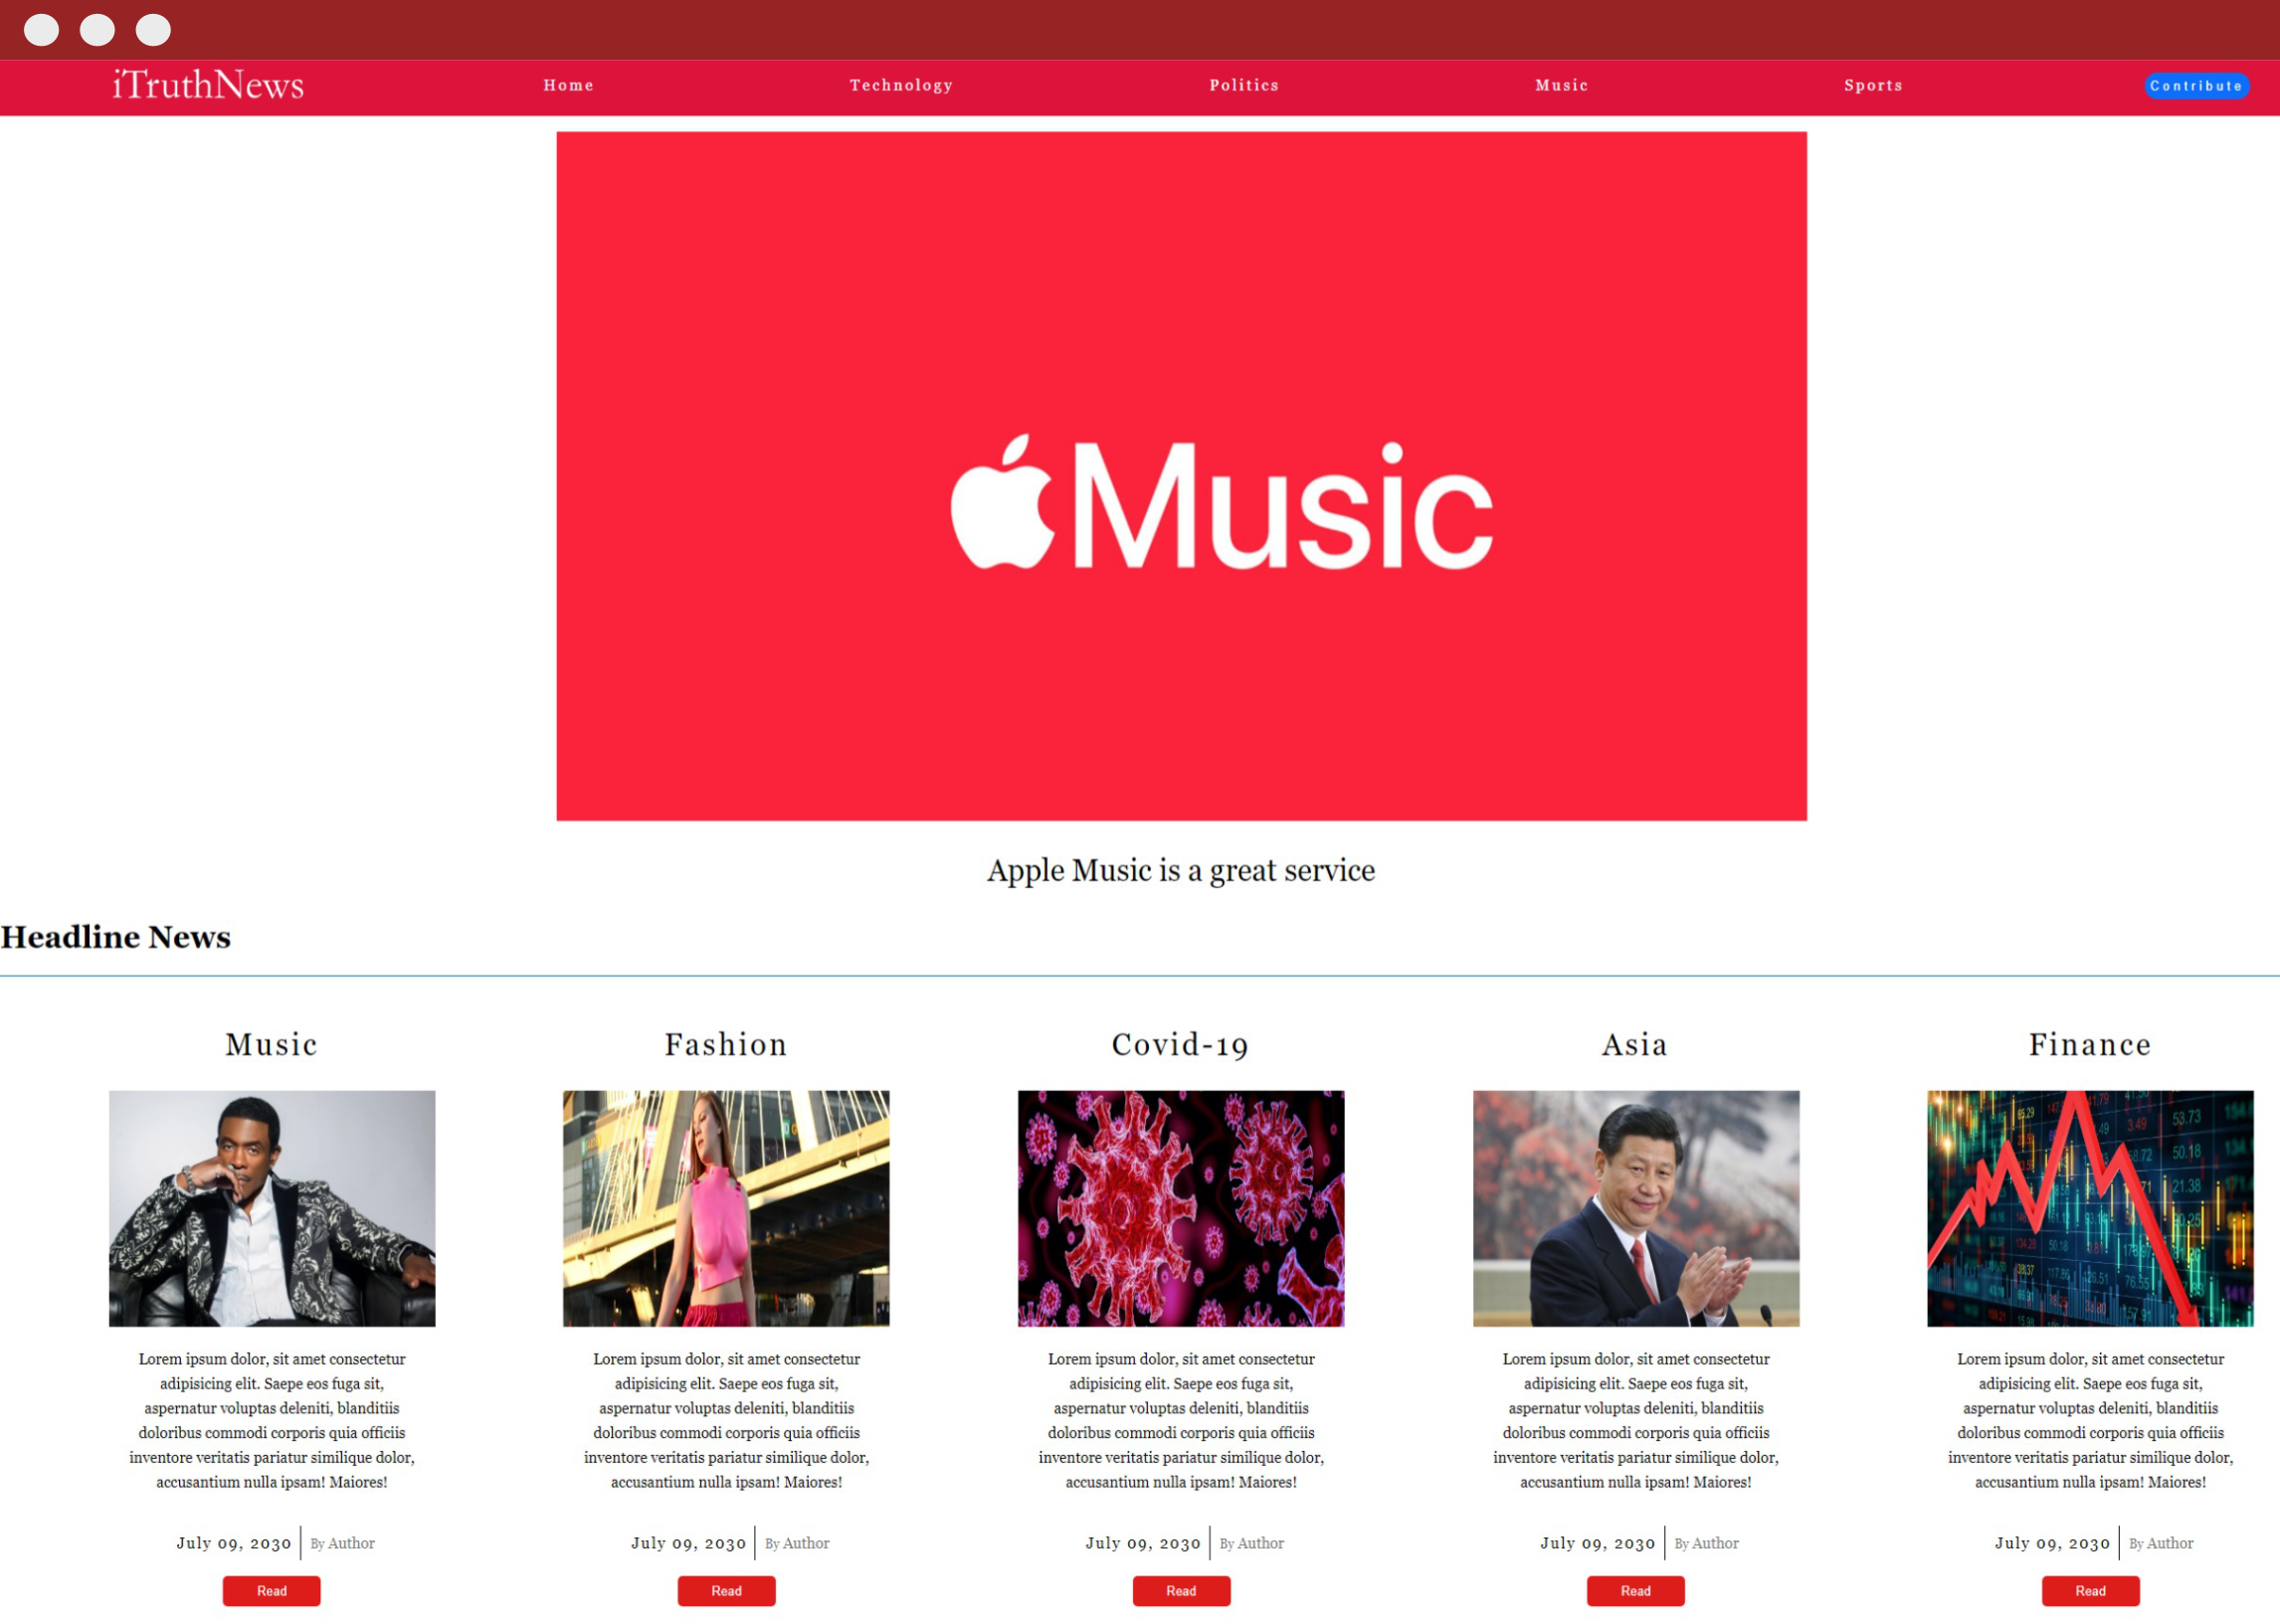 iTruthNews Home Technology Politics Music Sports Contribute
Music
Apple Music is a great service
Headline News
Music Fashion Covid-19 Asia Finance
Lorem ipsum dolor, sit amet consectetur
adipisicing elit. Saepe eos fuga sit,
aspernatur voluptas deleniti, blanditiis
doloribus commodi corporis quia officiis
inventore veritatis pariatur similique dolor,
accusantium nulla ipsam! Maiores!
July 09, 2030 By Author
Read
Lorem ipsum dolor, sit amet consectetur
adipisicing elit. Saepe eos fuga sit,
aspernatur voluptas deleniti, blanditiis
doloribus commodi corporis quia officiis
inventore veritatis pariatur similique dolor,
accusantium nulla ipsam! Maiores!
July 09, 2030 By Author
Read
Lorem ipsum dolor, sit amet consectetur
adipisicing elit. Saepe eos fuga sit,
aspernatur voluptas deleniti, blanditiis
doloribus commodi corporis quia officiis
inventore veritatis pariatur similique dolor,
accusantium nulla ipsam! Maiores!
July 09, 2030 By Author
Read
Lorem ipsum dolor, sit amet consectetur
adipisicing elit. Saepe eos fuga sit,
aspernatur voluptas deleniti, blanditiis
doloribus commodi corporis quia officiis
inventore veritatis pariatur similique dolor,
accusantium nulla ipsam! Maiores!
July 09, 2030 By Author
Read
53.73
3.49
50.18
21.38
Lorem ipsum dolor, sit amet consectetur
adipisicing elit. Saepe eos fuga sit,
aspernatur voluptas deleniti, blanditiis
doloribus commodi corporis quia officiis
inventore veritatis pariatur similique dolor,
accusantium nulla ipsam! Maiores!
July 09, 2030 By Author
Read